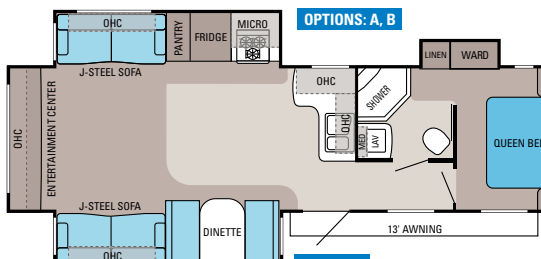 OHC
OPTIONS: A, B
PANTRY
FRIDGE
MICRO
J-STEEL SOFA
OHC
LINEN
WARD
SHOWER
OHC
ENTERTAINMENT CENTER
OHC
MED
LAV
QUEEN BE
J-STEEL SOFA
DINETTE
13' AWNING
OHC